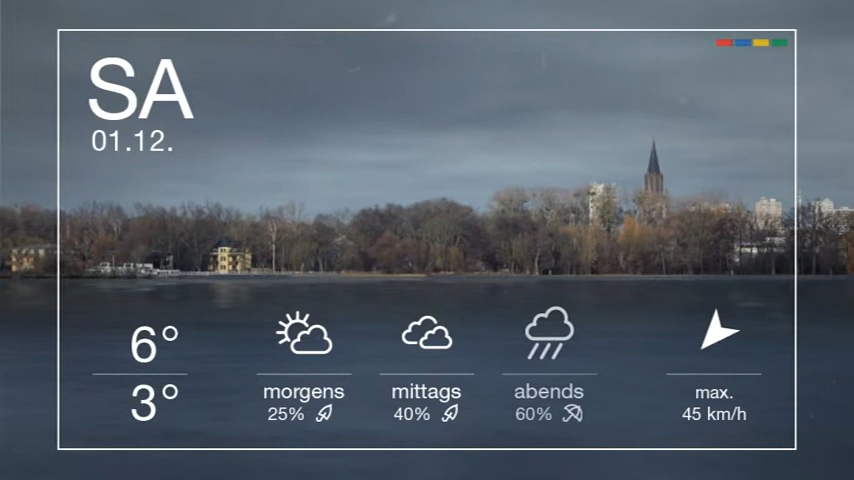 SA
01.12.
6°
3°
morgens
25%
mittags
40%
abends
60%
max.
45 km/h